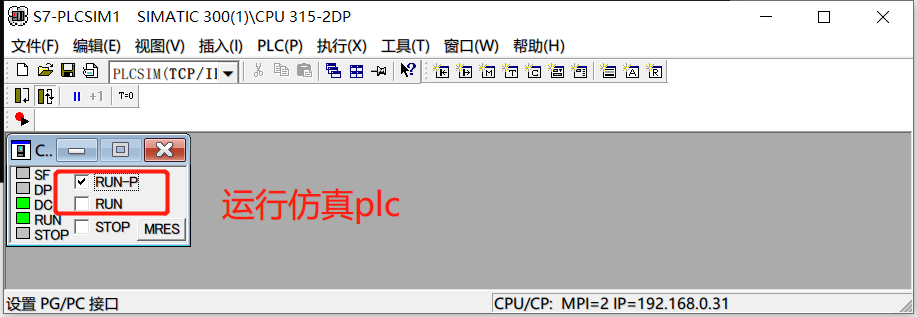 S7-PLCSIM1 SIMATIC 300(1)\CPU 315-2DP
文件(F) 编辑(E) 视图(V) 插入(I) PLC(P) 执行(X) 工具(T) 窗口(W) 帮助(H)
PLCSIM(TCP/I
+1 T=0
C..
SF
DP
DC
RUN
STOP
RUN-P
RUN
STOP MRES
运行仿真plc
设置 PG/PC 接口
CPU/CP: MPI=2 IP=192.168.0.31